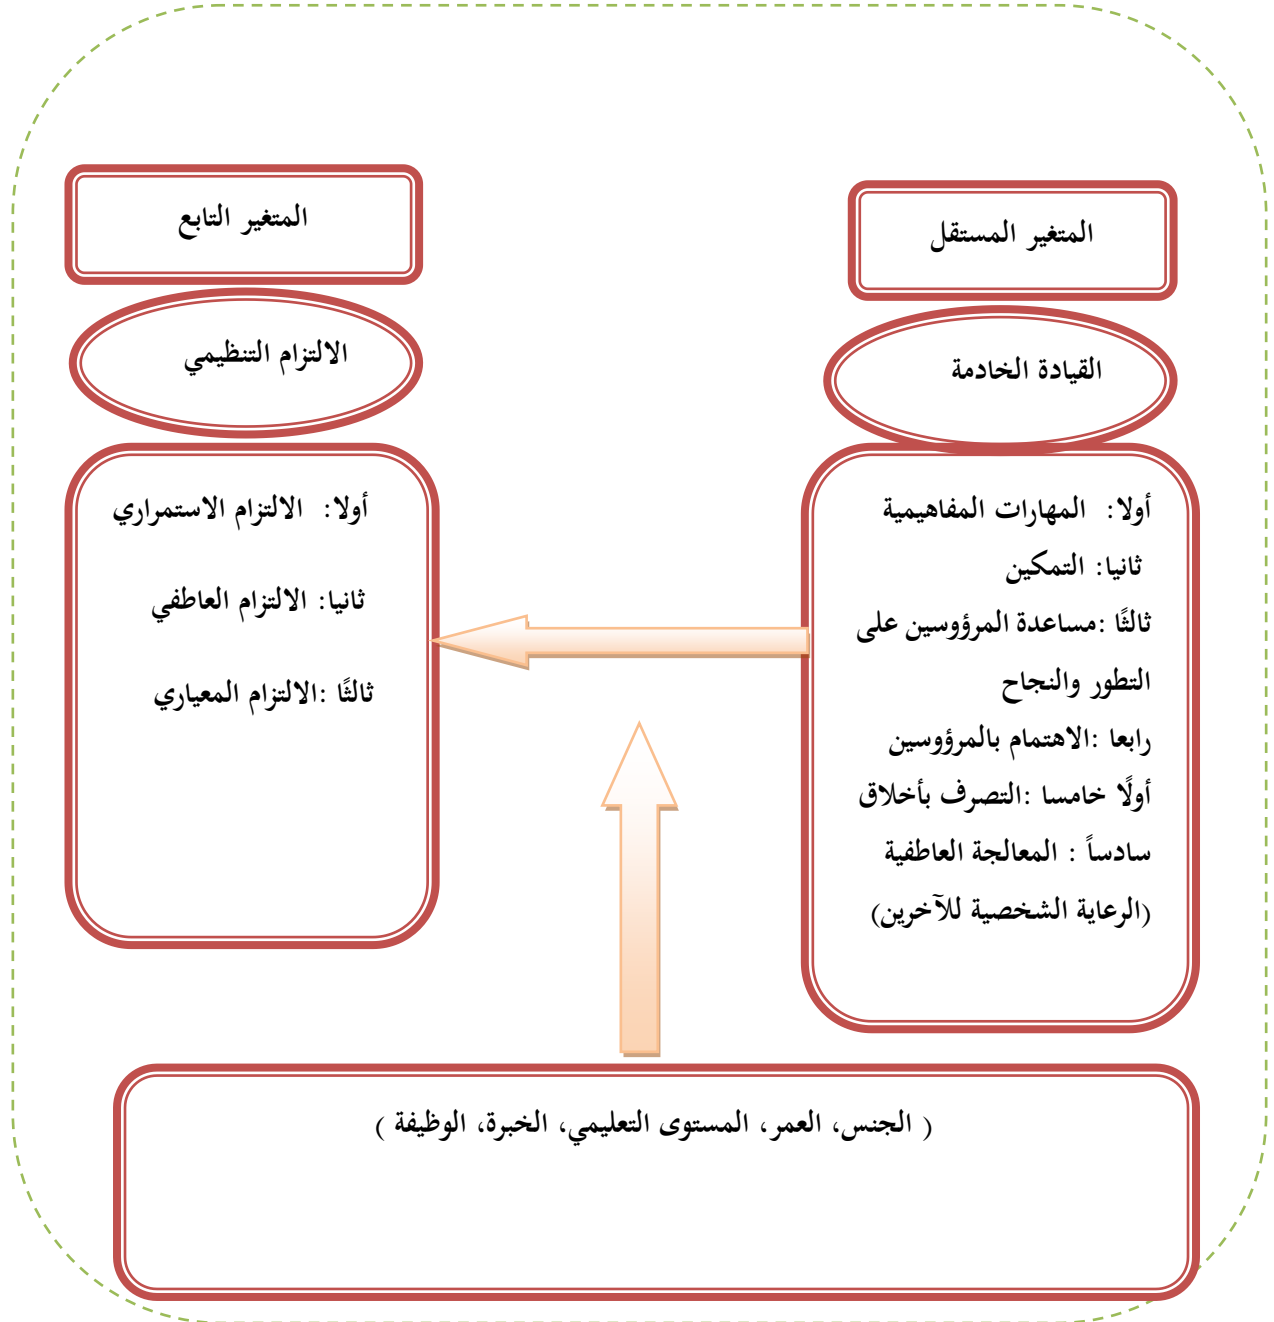 المتغير المستقل
القيادة الخادمة
أولا: المهارات المفاهيمية
ثانيا: التمكين
ثالثًا :مساعدة المرؤوسين على
التطور والنجاح
رابعا :الاهتمام بالمرؤوسين
أولًا خامسا :التصرف بأخلاق
سادساً : المعالجة العاطفية
(الرعاية الشخصية للآخرين)
المتغير التابع
الالتزام التنظيمي
أولا: الالتزام الاستمراري
ثانيا: الالتزام العاطفي
ثالثًا :الالتزام المعياري
( الجنس، العمر، المستوى التعليمي، الخبرة، الوظيفة )